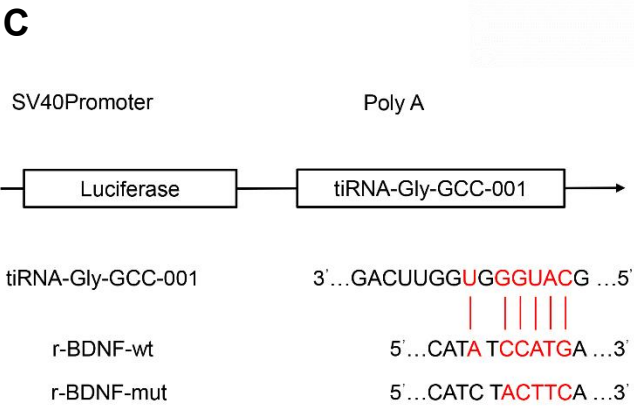 C
SV40Promoter Poly A
Luciferase tiRNA-Gly-GCC-001
tiRNA-Gly-GCC-001 3'...GACUUGGUGGGUACG ...5'
r-BDNF-wt 5'...CATA TCCATGA ...3'
r-BDNF-mut 5'...CATC TACTTCA ...3'